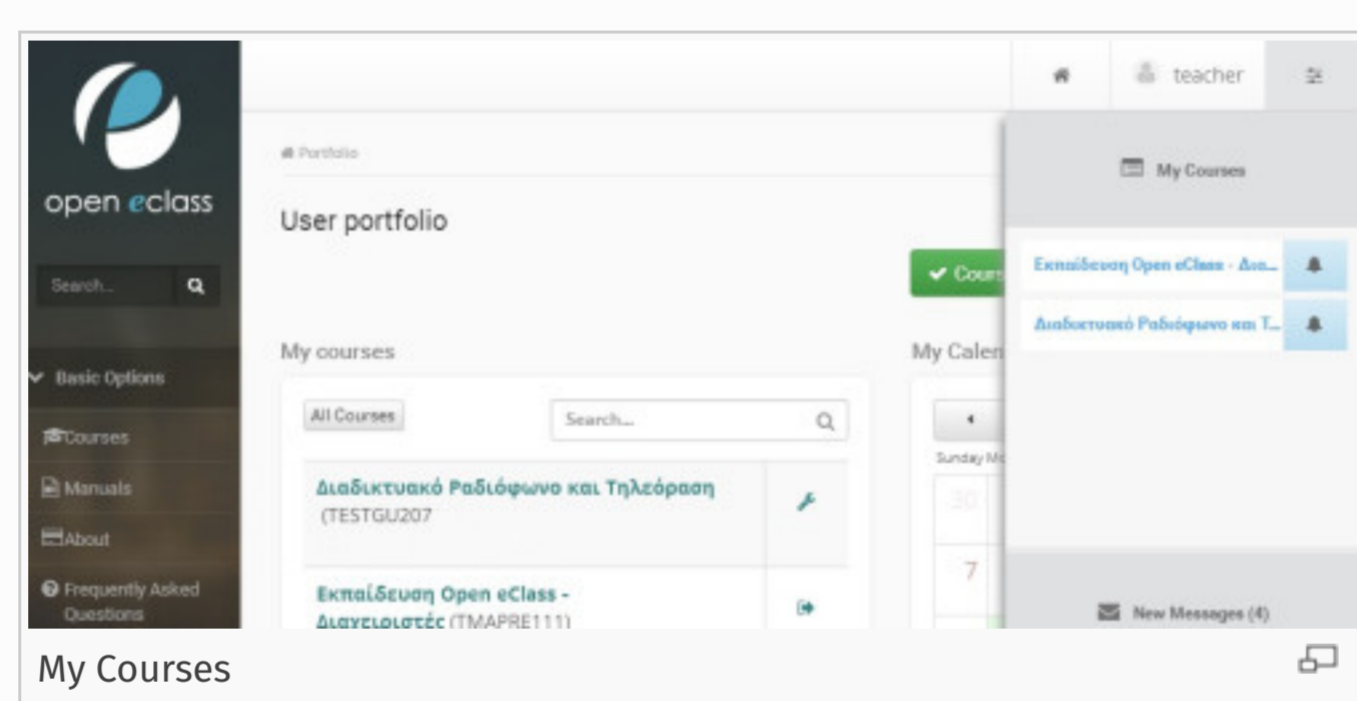 teacher
open eclass
Portfolio
My Courses
User portfolio
Search...
✔ Cours
Εκπαίδευση Open eClass - Δια...
Διαδικτυακό Ραδιόφωνο και Τ...
My courses
My Calen
Basic Options
All Courses
Search...
Courses
Sunday Mo
Manuals
Διαδικτυακό Ραδιόφωνο και Τηλεόραση
(TESTGU207
30
About
7
Frequently Asked
Questions
Εκπαίδευση Open eClass -
Διαχειριστές (TMAPRE111)
New Messages (4)
My Courses